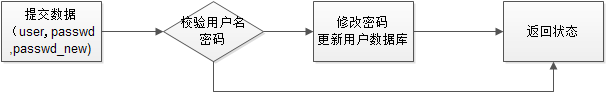 提交数据
（user, passwd
,passwd_new)
校验用户名
密码
修改密码
更新用户数据库
返回状态